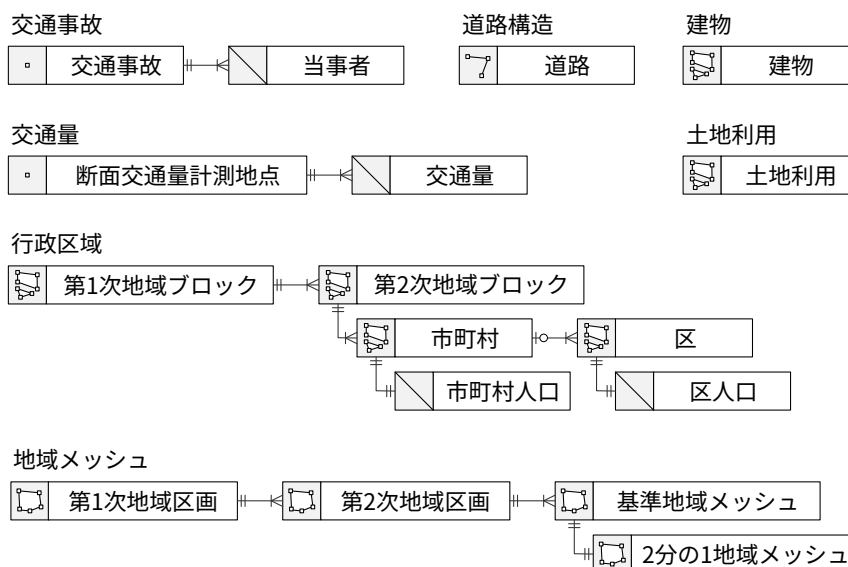 交通事故
道路構造
建物
交通事故
当事者
道路
建物
交通量
土地利用
断面交通量計測地点
交通量
土地利用
行政区域
第1次地域ブロック
第2次地域ブロック
市町村
区
市町村人口
区人口
地域メッシュ
第1次地域区画
第2次地域区画
基準地域メッシュ
2分の1地域メッシュ